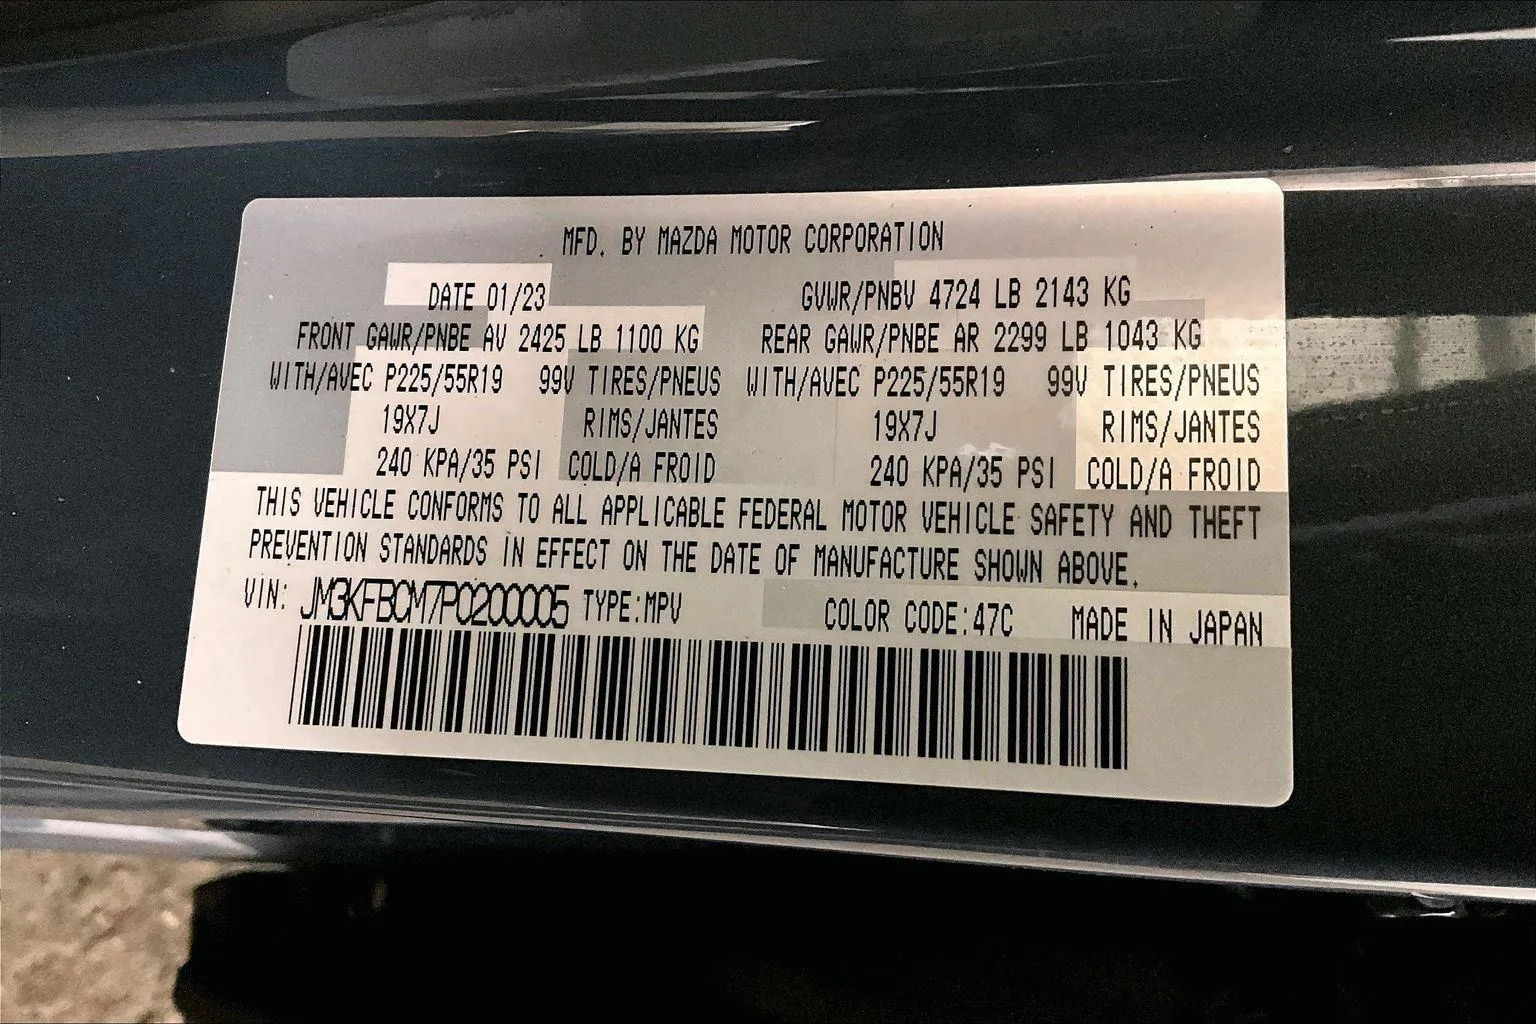 MFD. BY MAZDA MOTOR CORPORATION
DATE 01/23 GVWR/PNBV 4724 LB 2143 KG
FRONT GAWR/PNBE AV 2425 LB 1100 KG REAR GAWR/PNBE AR 2299 LB 1043 KG
WITH/AVEC P225/55R19 99V TIRES/PNEUS WITH/AVEC P225/55R19 99V TIRES/PNEUS
19X7J RIMS/JANTES 19X7J RIMS/JANTES
240 KPA/35 PSI COLD/A FROID 240 KPA/35 PSI COLD/A FROID
THIS VEHICLE CONFORMS TO ALL APPLICABLE FEDERAL MOTOR VEHICLE SAFETY AND THEFT
PREVENTION STANDARDS IN EFFECT ON THE DATE OF MANUFACTURE SHOWN ABOVE.
VIN: JM3KFBCM7P0200005 TYPE:MPV COLOR CODE:47C MADE IN JAPAN